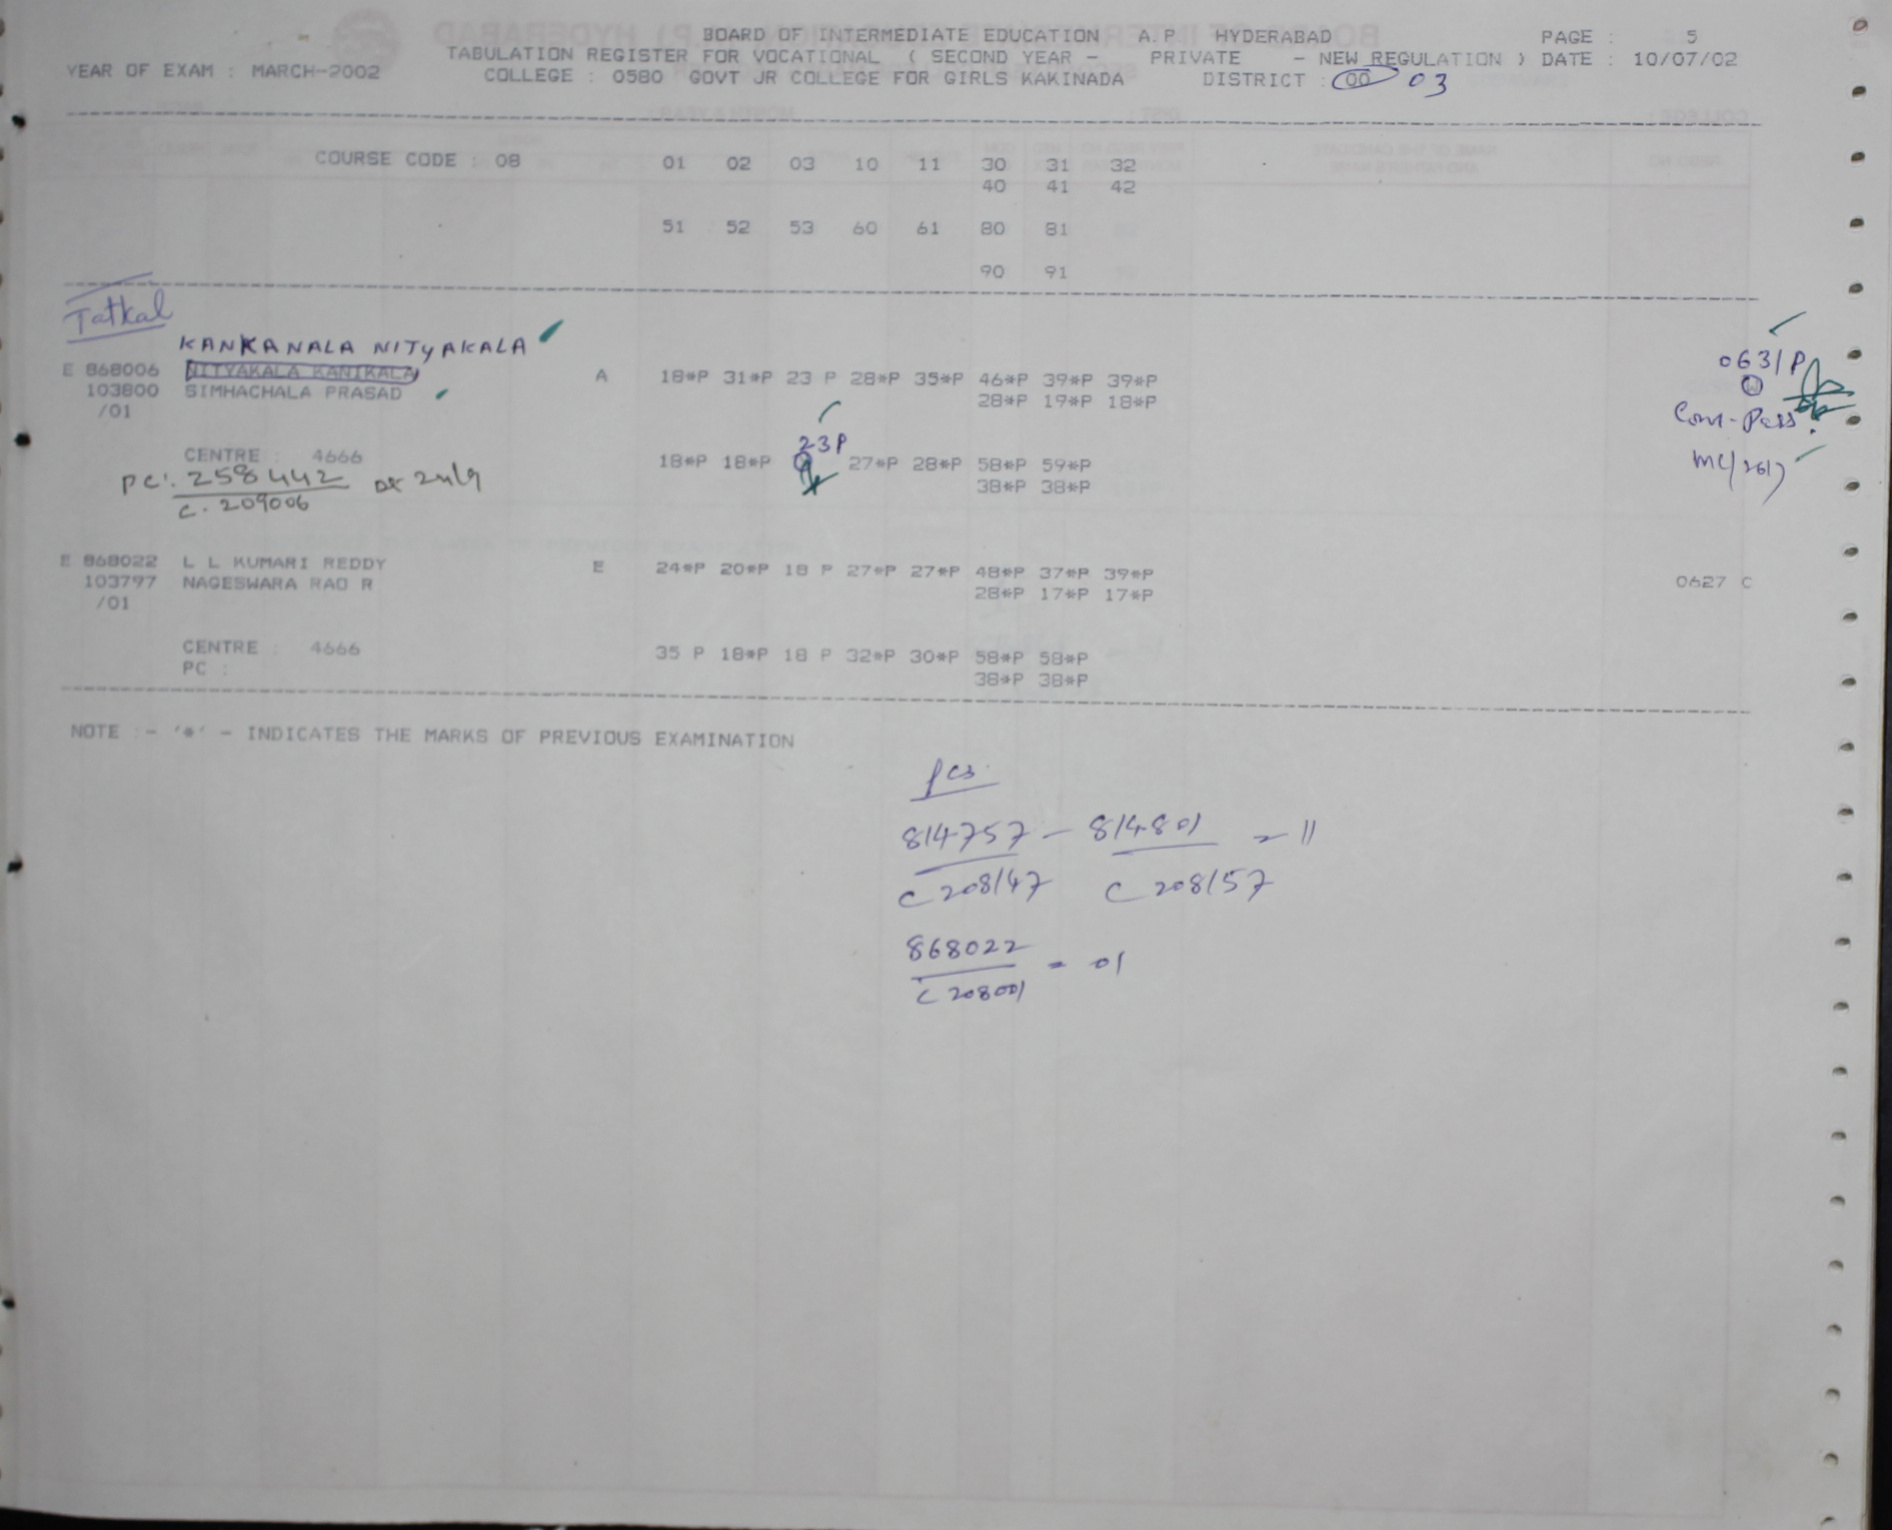 BOARD OF INTERMEDIATE EDUCATION A.P HYDERABAD PAGE : 5
TABULATION REGISTER FOR VOCATIONAL ( SECOND YEAR - PRIVATE - NEW REGULATION ) DATE : 10/07/02
YEAR OF EXAM : MARCH-2002 COLLEGE : 0580 GOVT JR COLLEGE FOR GIRLS KAKINADA DISTRICT : 00 03
COURSE CODE : 08 01 02 03 10 11 30 31 32
40 41 42
51 52 53 60 61 80 81
90 91
Tatkal
KANKANALA NITYAKALA
0631 P
E 868006 NITYAKALA KANIKALA A 18*P 31*P 23 P 28*P 35*P 46*P 39*P 39*P
103800 SIMHACHALA PRASAD 28*P 19*P 18*P
/01
Com-Pass
23P
CENTRE : 4666 18*P 18*P 27*P 28*P 58*P 59*P
38*P 38*P
PC: 258442
C. 209006
E 868022 L L KUMARI REDDY E 24*P 20*P 18 P 27*P 27*P 48*P 37*P 39*P 0627 C
103797 NAGESWARA RAO R 28*P 17*P 17*P
/01
CENTRE : 4666 35 P 18*P 18 P 32*P 30*P 58*P 58*P
PC : 38*P 38*P
NOTE :- '*' - INDICATES THE MARKS OF PREVIOUS EXAMINATION
Pcs.
814757 - 814801 = 11
C 208147 C 208157
868022 = 01
C 208001